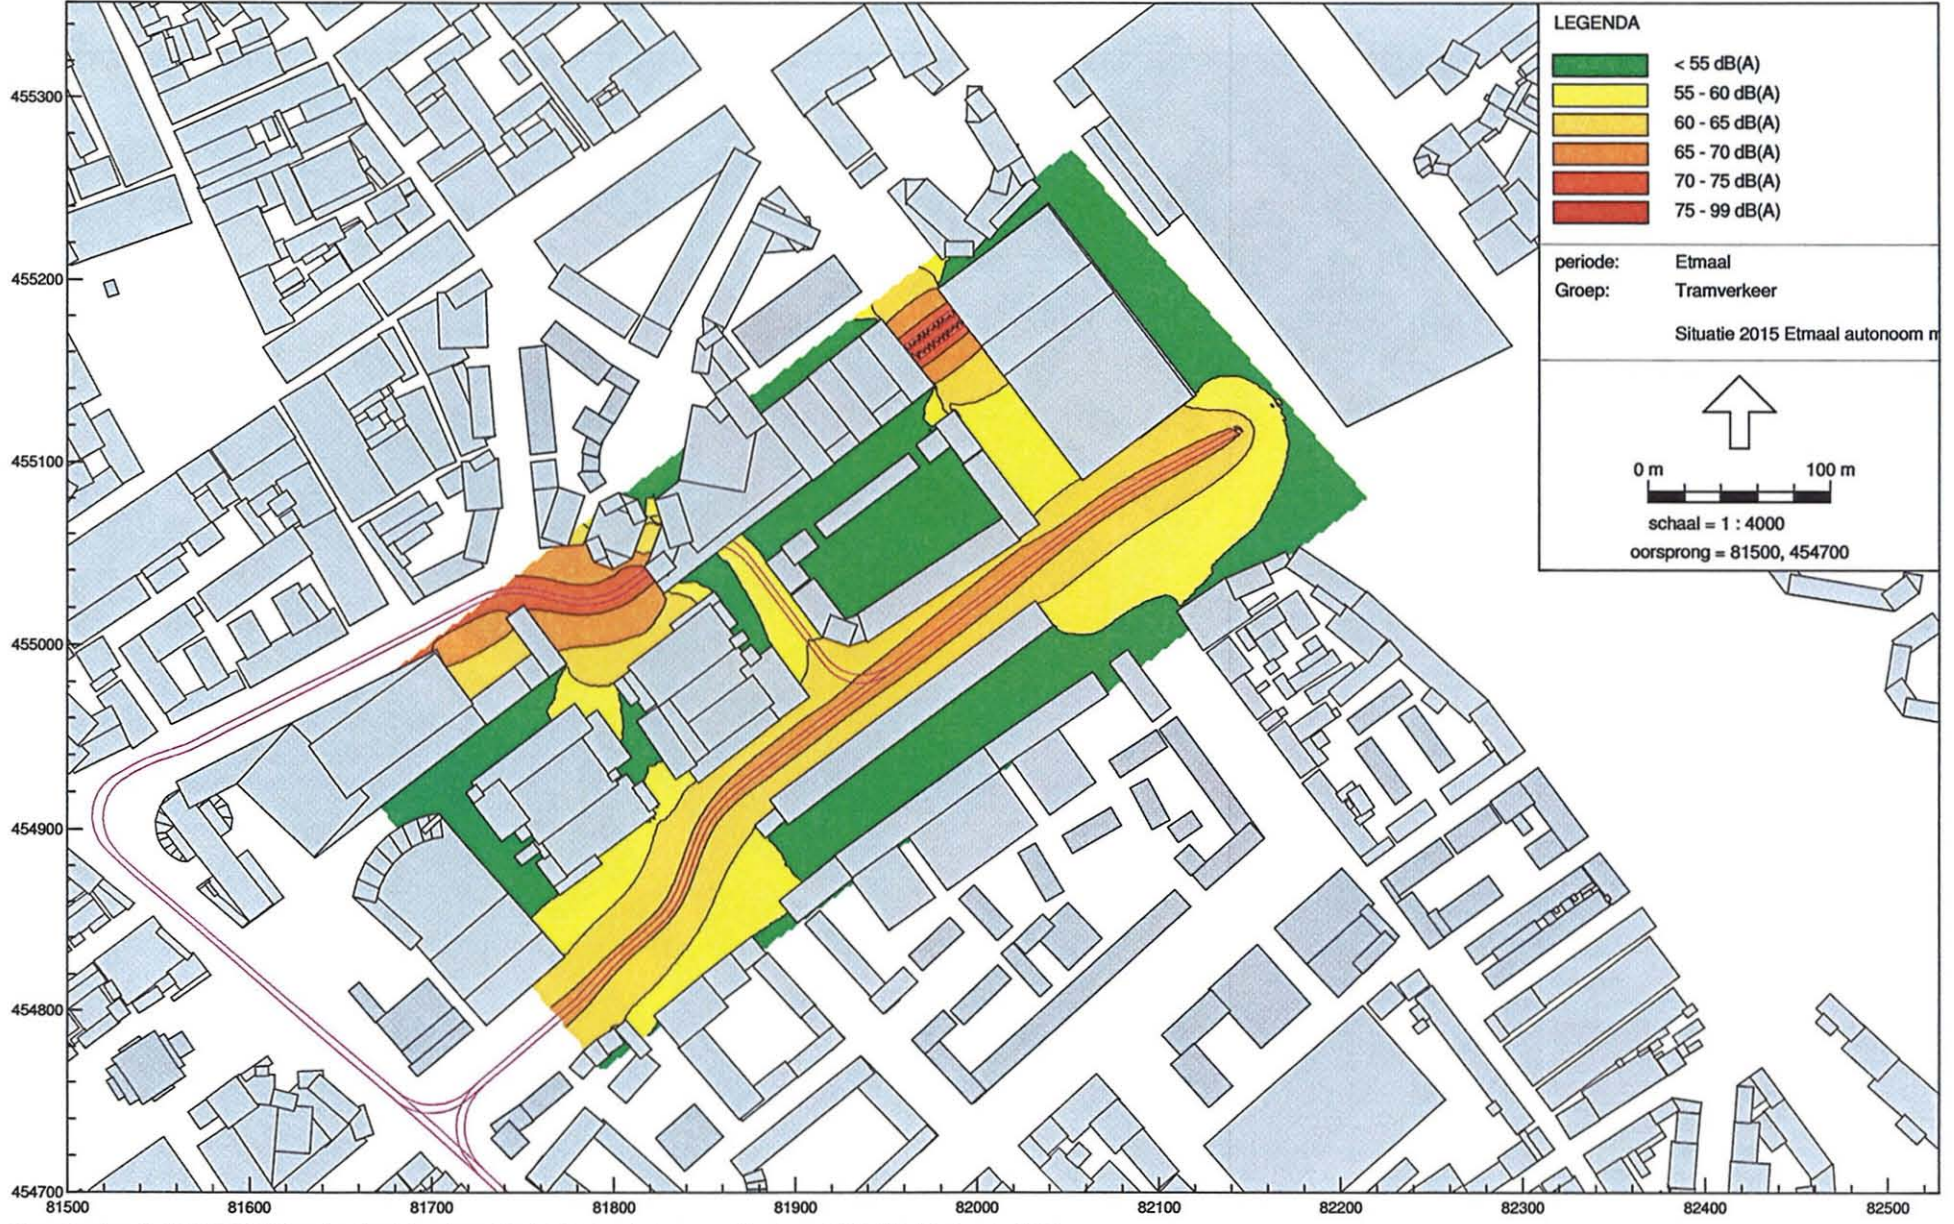 LEGENDA
< 55 dB(A)
55 - 60 dB(A)
60 - 65 dB(A)
65 - 70 dB(A)
70 - 75 dB(A)
75 - 99 dB(A)
periode: Etmaal
Groep: Tramverkeer
Situatie 2015 Etmaal autonoom m
0 m 100 m
schaal = 1 : 4000
oorsprong = 81500, 454700
455300
455200
455100
455000
454900
454800
454700
81500 81600 81700 81800 81900 82000 82100 82200 82300 82400 82500